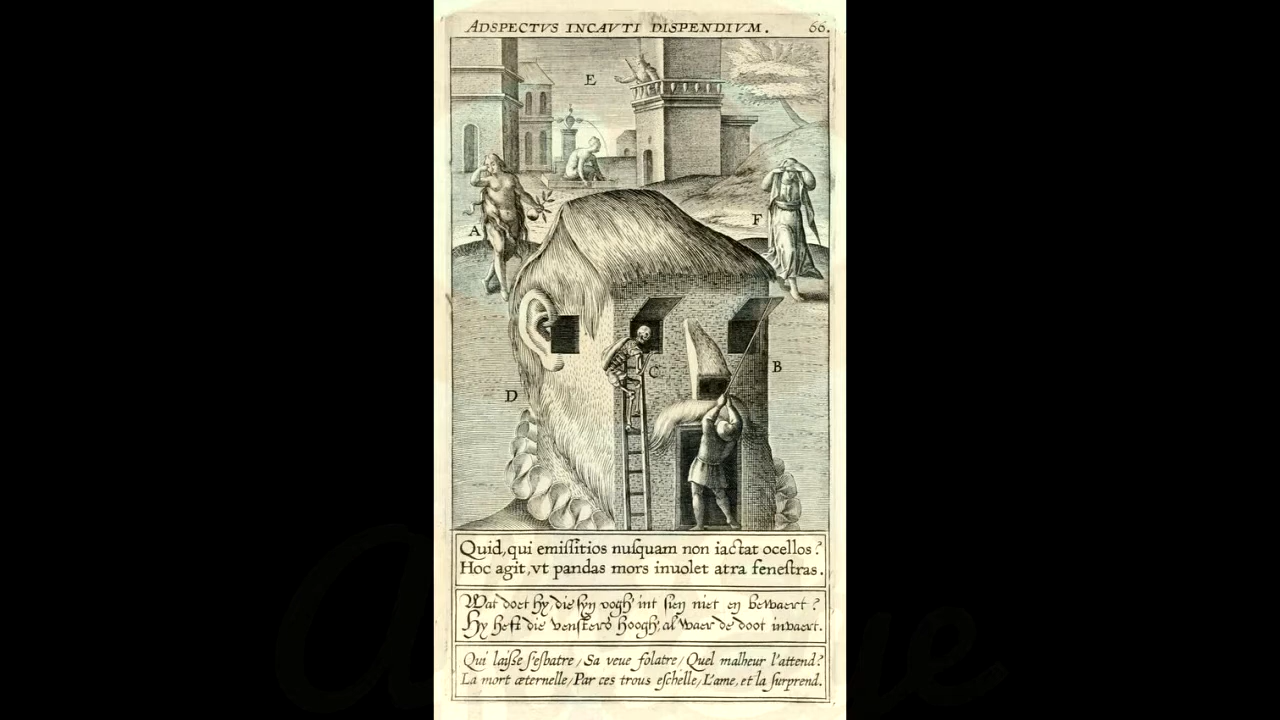 ADSPECTVS INCAVTI DISPENDIVM. 66.
E
A
F
B
C
D
Quid, qui emiſſitios nuſquam non iactat ocellos?
Hoc agit, vt pandas mors inuolet atra feneſtras.
Wat doet hy, die ſyn oogh' int ſien niet en bewaert?
Hy heft die venſters hoogh, al waer de doot invaert.
Qui laiſſe ſ'eſbatre / Sa veue folatre / Quel malheur l'attend?
La mort æternelle / Par ces trous eſchelle / L'ame, et la ſurprend.